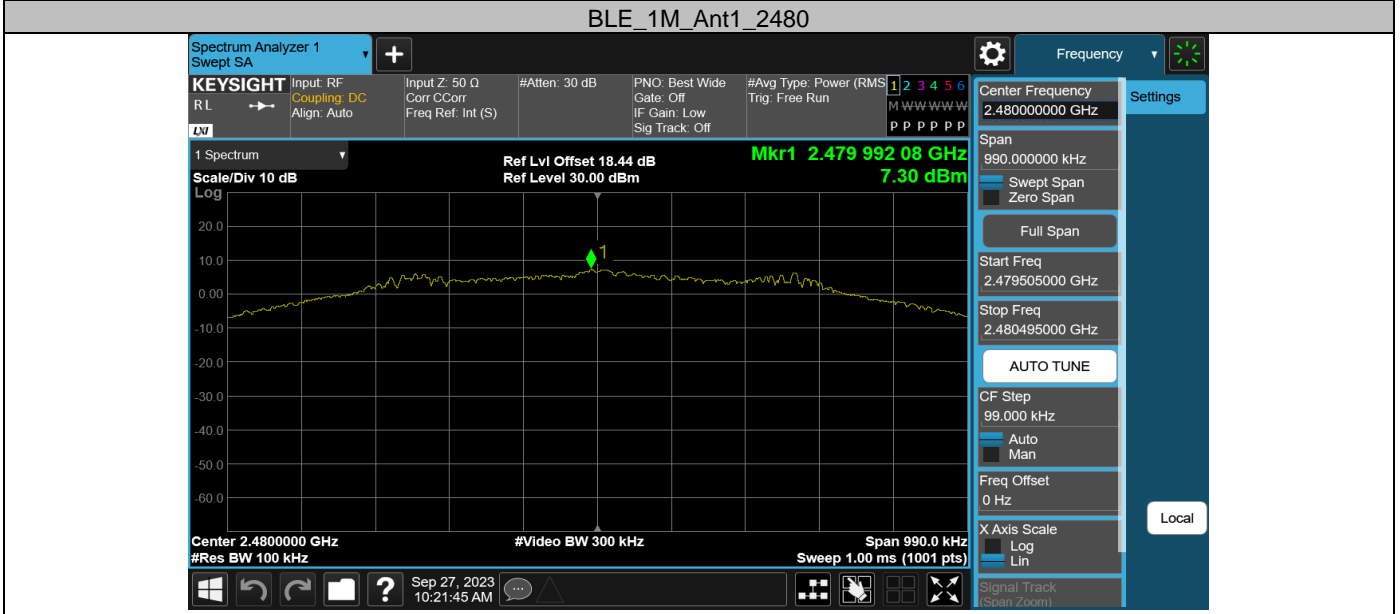 BLE_1M_Ant1_2480
Spectrum Analyzer 1
Swept SA
+
Frequency
KEYSIGHT
RL
LXI
Input: RF
Coupling: DC
Align: Auto
Input Z: 50 Ω
Corr CCorr
Freq Ref: Int (S)
#Atten: 30 dB
PNO: Best Wide
Gate: Off
IF Gain: Low
Sig Track: Off
#Avg Type: Power (RMS
Trig: Free Run
1 2 3 4 5 6
M W W W W W
P P P P P P
1 Spectrum
Scale/Div 10 dB
Ref Lvl Offset 18.44 dB
Ref Level 30.00 dBm
Mkr1 2.479 992 08 GHz
7.30 dBm
Log
20.0
10.0
0.00
-10.0
-20.0
-30.0
-40.0
-50.0
-60.0
1
Center 2.4800000 GHz
#Res BW 100 kHz
#Video BW 300 kHz
Span 990.0 kHz
Sweep 1.00 ms (1001 pts)
Center Frequency
2.480000000 GHz
Span
990.000000 kHz
Swept Span
Zero Span
Full Span
Start Freq
2.479505000 GHz
Stop Freq
2.480495000 GHz
AUTO TUNE
CF Step
99.000 kHz
Auto
Man
Freq Offset
0 Hz
X Axis Scale
Log
Lin
Signal Track
(Span Zoom)
Settings
Local
?
Sep 27, 2023
10:21:45 AM